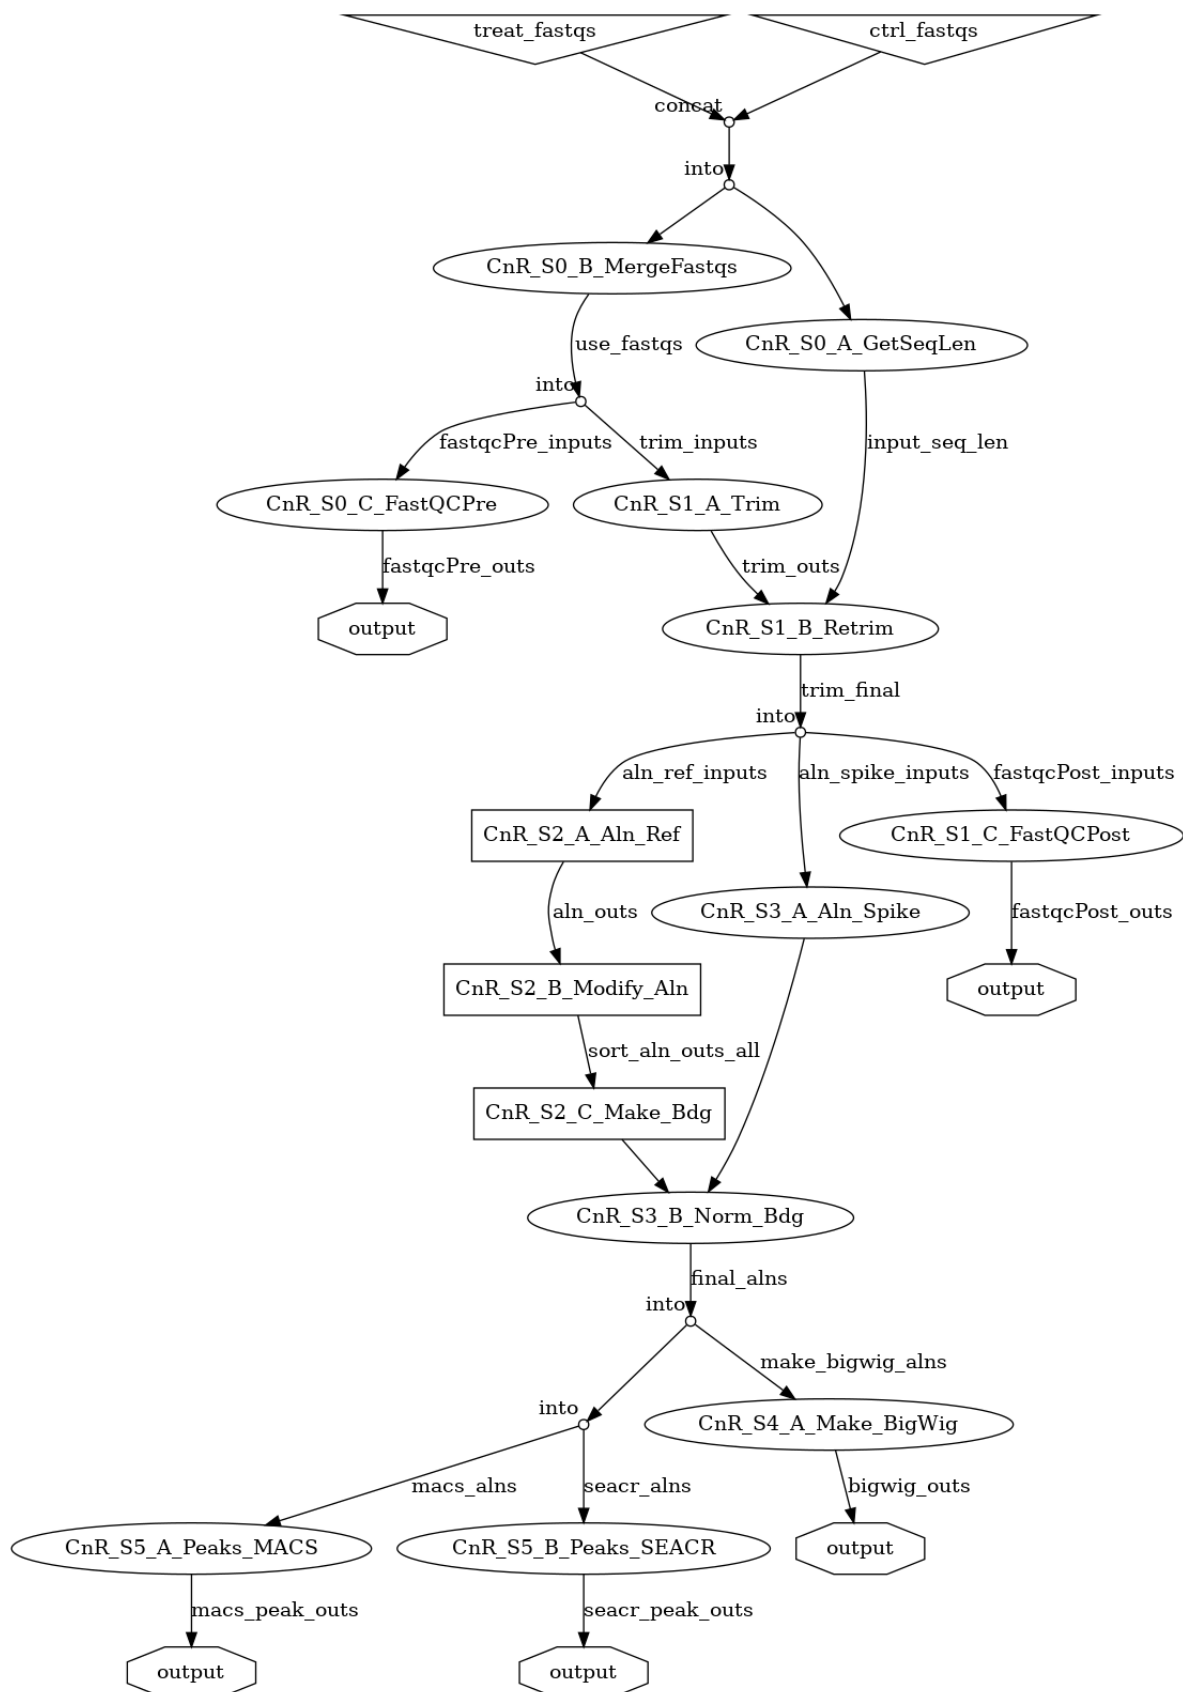 treat_fastqs
ctrl_fastqs
concat
into
CnR_S0_B_MergeFastqs
use_fastqs
CnR_S0_A_GetSeqLen
into
fastqcPre_inputs
trim_inputs
input_seq_len
CnR_S0_C_FastQCPre
CnR_S1_A_Trim
fastqcPre_outs
trim_outs
output
CnR_S1_B_Retrim
trim_final
into
aln_ref_inputs
aln_spike_inputs
fastqcPost_inputs
CnR_S2_A_Aln_Ref
CnR_S1_C_FastQCPost
aln_outs
CnR_S3_A_Aln_Spike
fastqcPost_outs
CnR_S2_B_Modify_Aln
output
sort_aln_outs_all
CnR_S2_C_Make_Bdg
CnR_S3_B_Norm_Bdg
final_alns
into
make_bigwig_alns
into
CnR_S4_A_Make_BigWig
macs_alns
seacr_alns
bigwig_outs
CnR_S5_A_Peaks_MACS
CnR_S5_B_Peaks_SEACR
output
macs_peak_outs
seacr_peak_outs
output
output